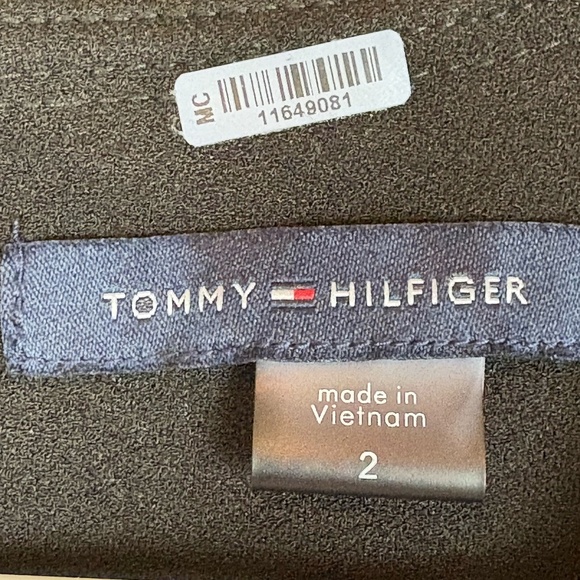 MC
11649081
TOMMY HILFIGER
made in
Vietnam
2